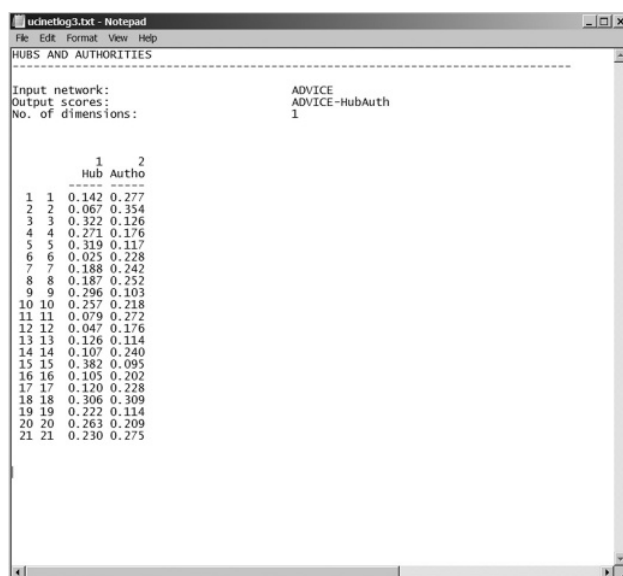 ucinetlog3.txt - Notepad
File Edit Format View Help
HUBS AND AUTHORITIES
--------------------------------------------------------------------------------
Input network: ADVICE
Output scores: ADVICE-HubAuth
No. of dimensions: 1
1 2
Hub Autho
----- -----
1 1 0.142 0.277
2 2 0.067 0.354
3 3 0.322 0.126
4 4 0.271 0.176
5 5 0.319 0.117
6 6 0.025 0.228
7 7 0.188 0.242
8 8 0.187 0.252
9 9 0.296 0.103
10 10 0.257 0.218
11 11 0.079 0.272
12 12 0.047 0.176
13 13 0.126 0.114
14 14 0.107 0.240
15 15 0.382 0.095
16 16 0.105 0.202
17 17 0.120 0.228
18 18 0.306 0.309
19 19 0.222 0.114
20 20 0.263 0.209
21 21 0.230 0.275